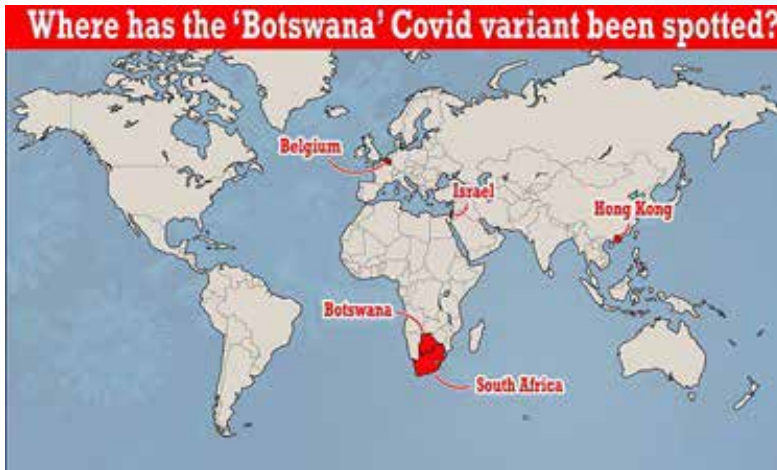 Where has the ‘Botswana’ Covid variant been spotted?
Belgium
Israel
Hong Kong
Botswana
South Africa